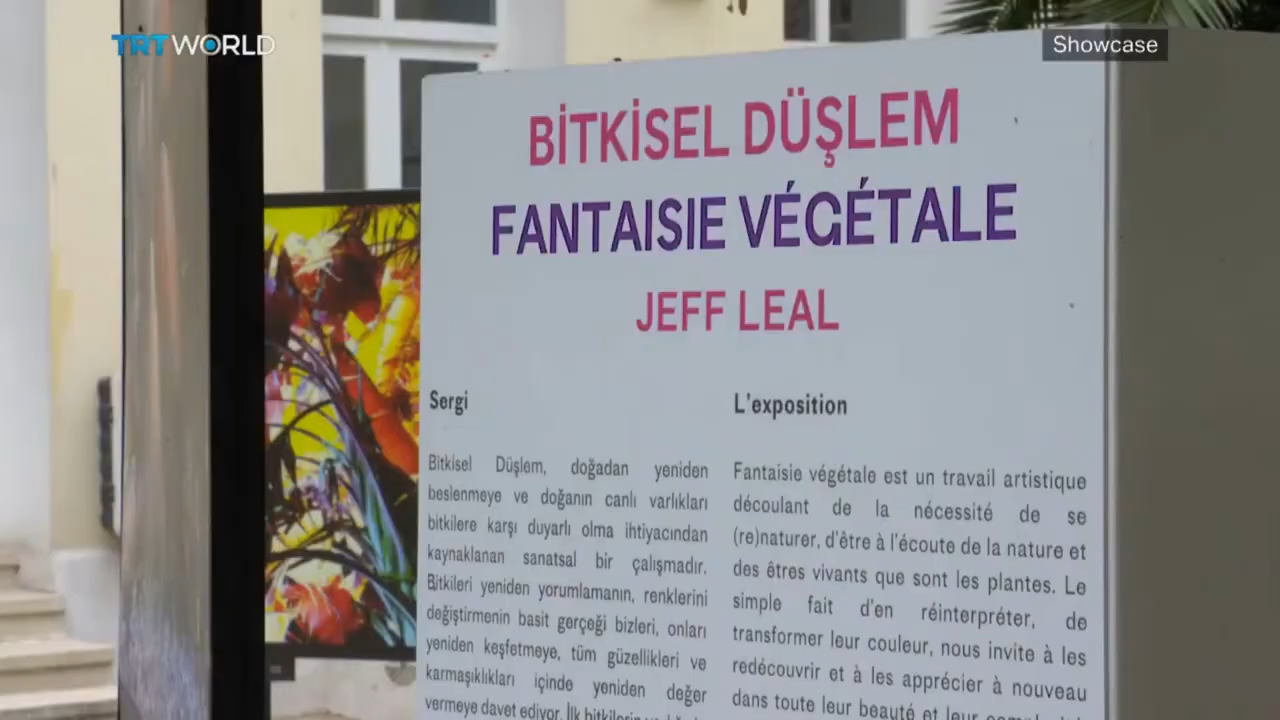 TRT WORLD
Showcase
BİTKİSEL DÜŞLEM
FANTAISIE VÉGÉTALE
JEFF LEAL
Sergi
Bitkisel Düşlem, doğadan yeniden
beslenmeye ve doğanın canlı varlıkları
bitkilere karşı duyarlı olma ihtiyacından
kaynaklanan sanatsal bir çalışmadır.
Bitkileri yeniden yorumlamanın, renklerini
değiştirmenin basit gerçeği bizleri, onları
yeniden keşfetmeye, tüm güzellikleri ve
karmaşıklıkları içinde yeniden değer
vermeye davet ediyor. İlk
L'exposition
Fantaisie végétale est un travail artistique
découlant de la nécessité de se
(re)naturer, d'être à l'écoute de la nature et
des êtres vivants que sont les plantes. Le
simple fait d'en réinterpréter, de
transformer leur couleur, nous invite à les
redécouvrir et à les apprécier à nouveau
dans toute leur beauté et leur